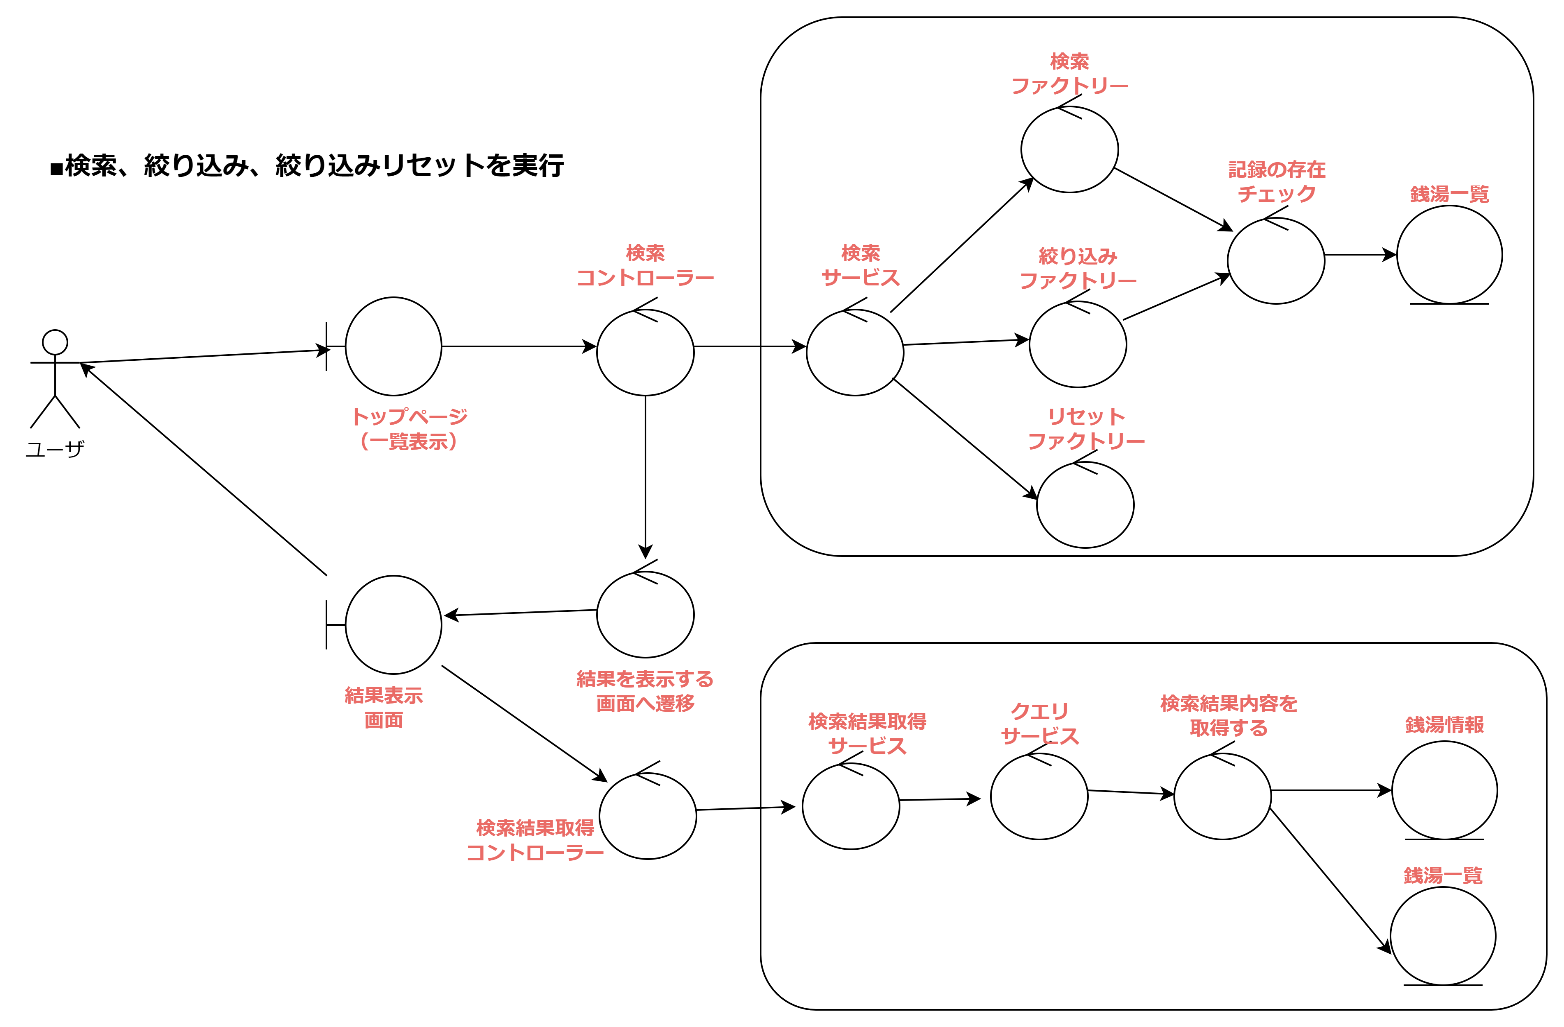 ■検索、絞り込み、絞り込みリセットを実行
ユーザ
トップページ
（一覧表示）
検索
コントローラー
検索
サービス
検索
ファクトリー
絞り込み
ファクトリー
リセット
ファクトリー
記録の存在
チェック
銭湯一覧
結果を表示する
画面へ遷移
結果表示
画面
検索結果取得
コントローラー
検索結果取得
サービス
クエリ
サービス
検索結果内容を
取得する
銭湯情報
銭湯一覧